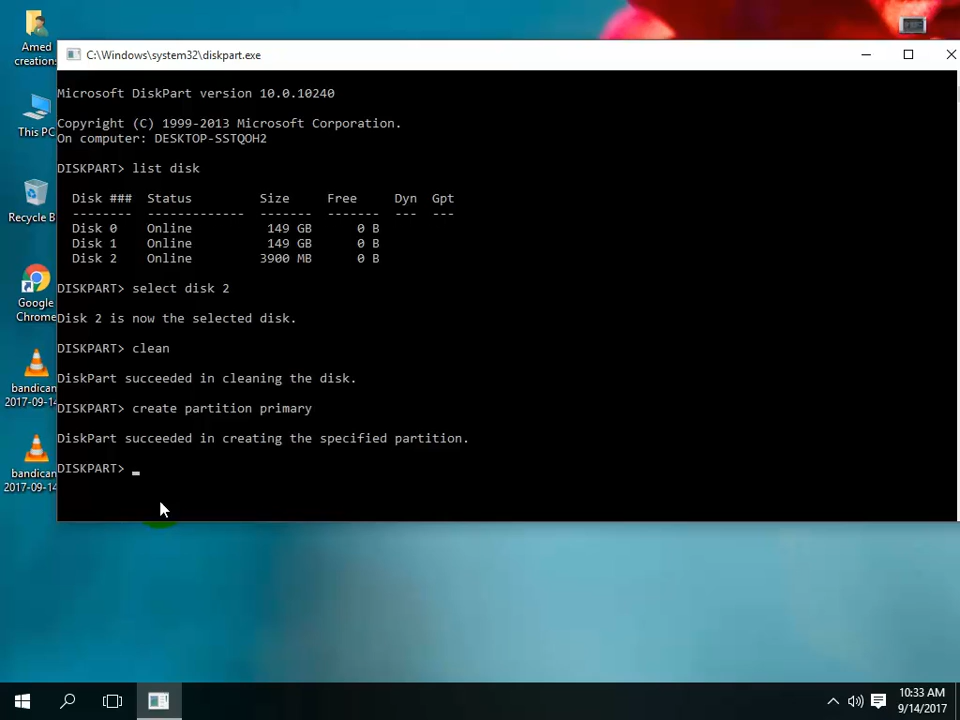 Amed
creation:
This PC
Recycle B
Google
Chrome
bandican
2017-09-14
bandican
2017-09-14
C:\Windows\system32\diskpart.exe
Microsoft DiskPart version 10.0.10240
Copyright (C) 1999-2013 Microsoft Corporation.
On computer: DESKTOP-SSTQOH2
DISKPART> list disk
Disk ### Status Size Free Dyn Gpt
-------- ------------- ------- ------- --- ---
Disk 0 Online 149 GB 0 B
Disk 1 Online 149 GB 0 B
Disk 2 Online 3900 MB 0 B
DISKPART> select disk 2
Disk 2 is now the selected disk.
DISKPART> clean
DiskPart succeeded in cleaning the disk.
DISKPART> create partition primary
DiskPart succeeded in creating the specified partition.
DISKPART> _
10:33 AM
9/14/2017